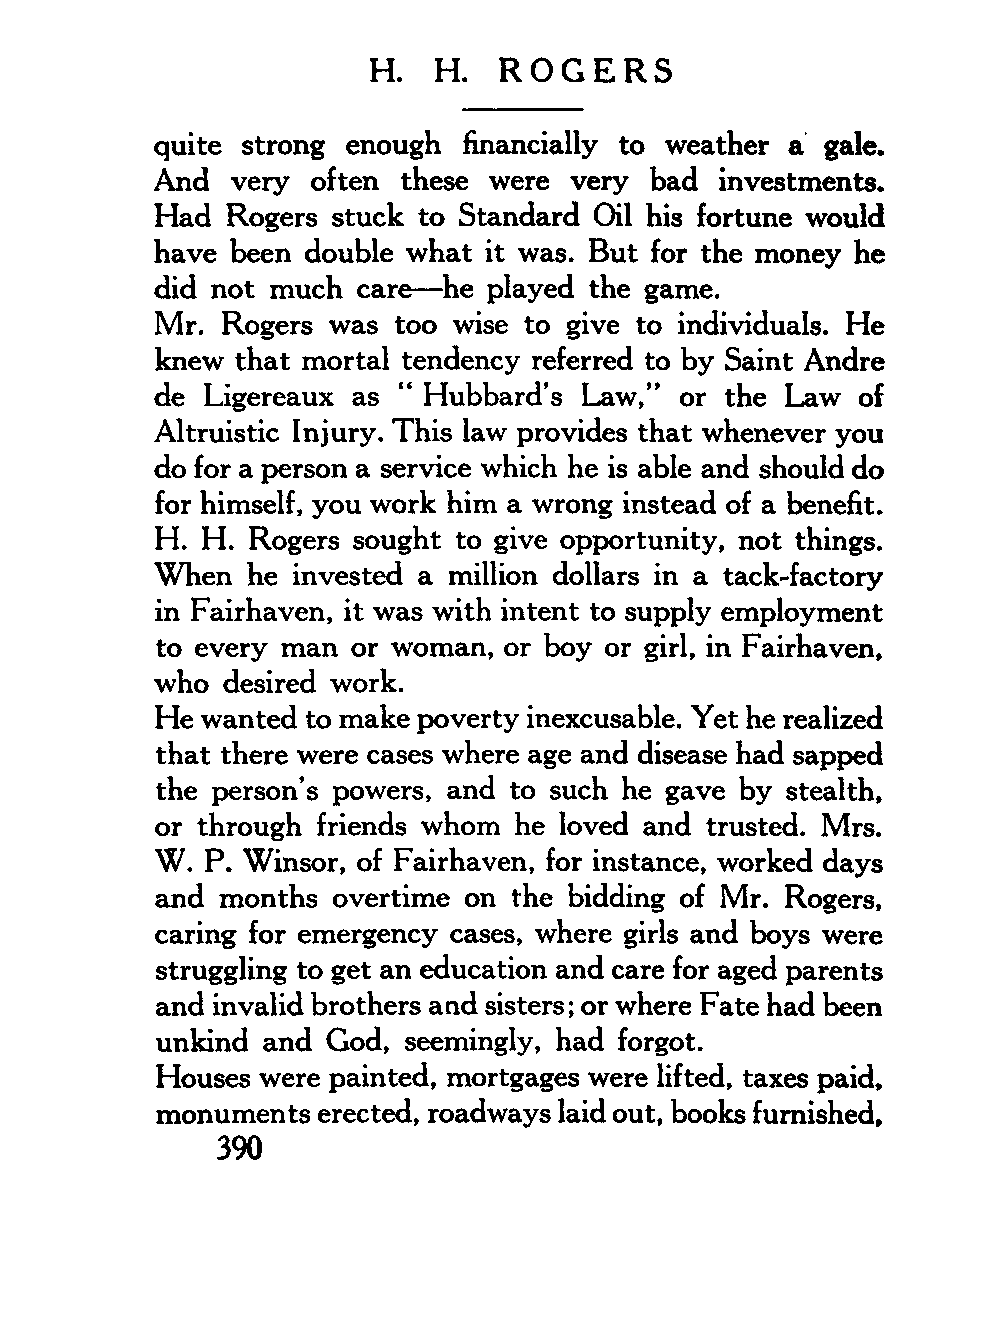 H. H. ROGERS
quite strong enough financially to weather a gale.
And very often these were very bad investments.
Had Rogers stuck to Standard Oil his fortune would
have been double what it was. But for the money he
did not much care—he played the game.
Mr. Rogers was too wise to give to individuals. He
knew that mortal tendency referred to by Saint Andre
de Ligereaux as “ Hubbard's Law,” or the Law of
Altruistic Injury. This law provides that whenever you
do for a person a service which he is able and should do
for himself, you work him a wrong instead of a benefit.
H. H. Rogers sought to give opportunity, not things.
When he invested a million dollars in a tack-factory
in Fairhaven, it was with intent to supply employment
to every man or woman, or boy or girl, in Fairhaven,
who desired work.
He wanted to make poverty inexcusable. Yet he realized
that there were cases where age and disease had sapped
the person's powers, and to such he gave by stealth,
or through friends whom he loved and trusted. Mrs.
W. P. Winsor, of Fairhaven, for instance, worked days
and months overtime on the bidding of Mr. Rogers,
caring for emergency cases, where girls and boys were
struggling to get an education and care for aged parents
and invalid brothers and sisters; or where Fate had been
unkind and God, seemingly, had forgot.
Houses were painted, mortgages were lifted, taxes paid,
monuments erected, roadways laid out, books furnished,
390